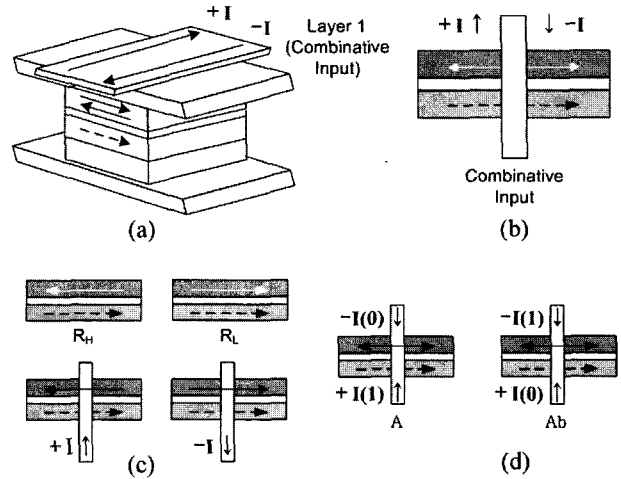 +I
−I
Layer 1
(Combinative
Input)
(a)
+I ↑ ↓ −I
Combinative
Input
(b)
R_H R_L
+I ↑ −I ↓
(c)
−I(0) ↓ −I(1) ↓
+I(1) ↑ +I(0) ↑
A Ab
(d)